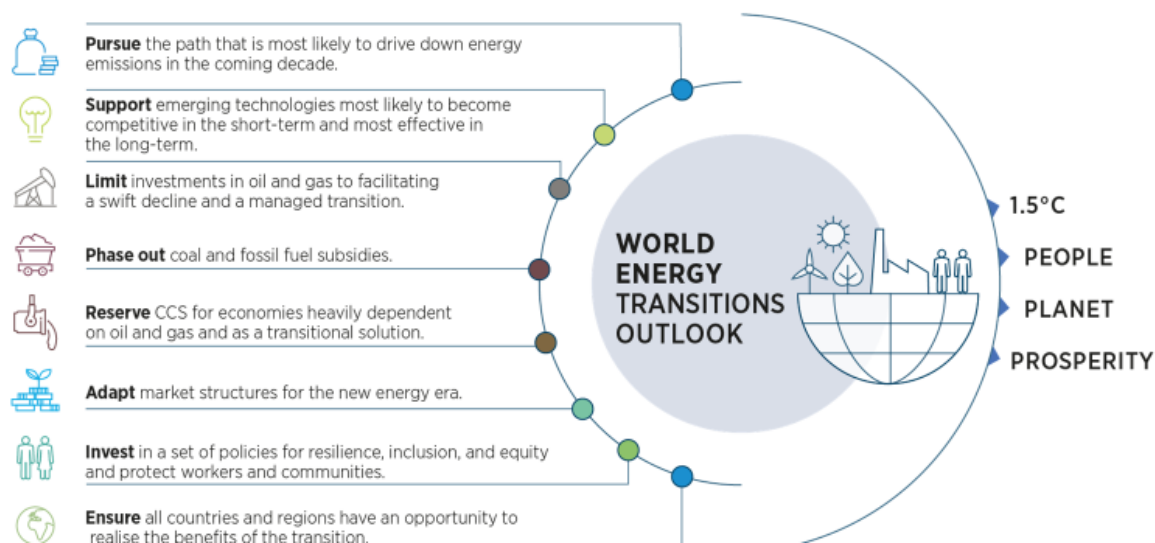 Pursue the path that is most likely to drive down energy
emissions in the coming decade.
Support emerging technologies most likely to become
competitive in the short-term and most effective in
the long-term.
Limit investments in oil and gas to facilitating
a swift decline and a managed transition.
Phase out coal and fossil fuel subsidies.
Reserve CCS for economies heavily dependent
on oil and gas and as a transitional solution.
Adapt market structures for the new energy era.
Invest in a set of policies for resilience, inclusion, and equity
and protect workers and communities.
Ensure all countries and regions have an opportunity to
realise the benefits of the transition.
WORLD
ENERGY
TRANSITIONS
OUTLOOK
1.5°C
PEOPLE
PLANET
PROSPERITY